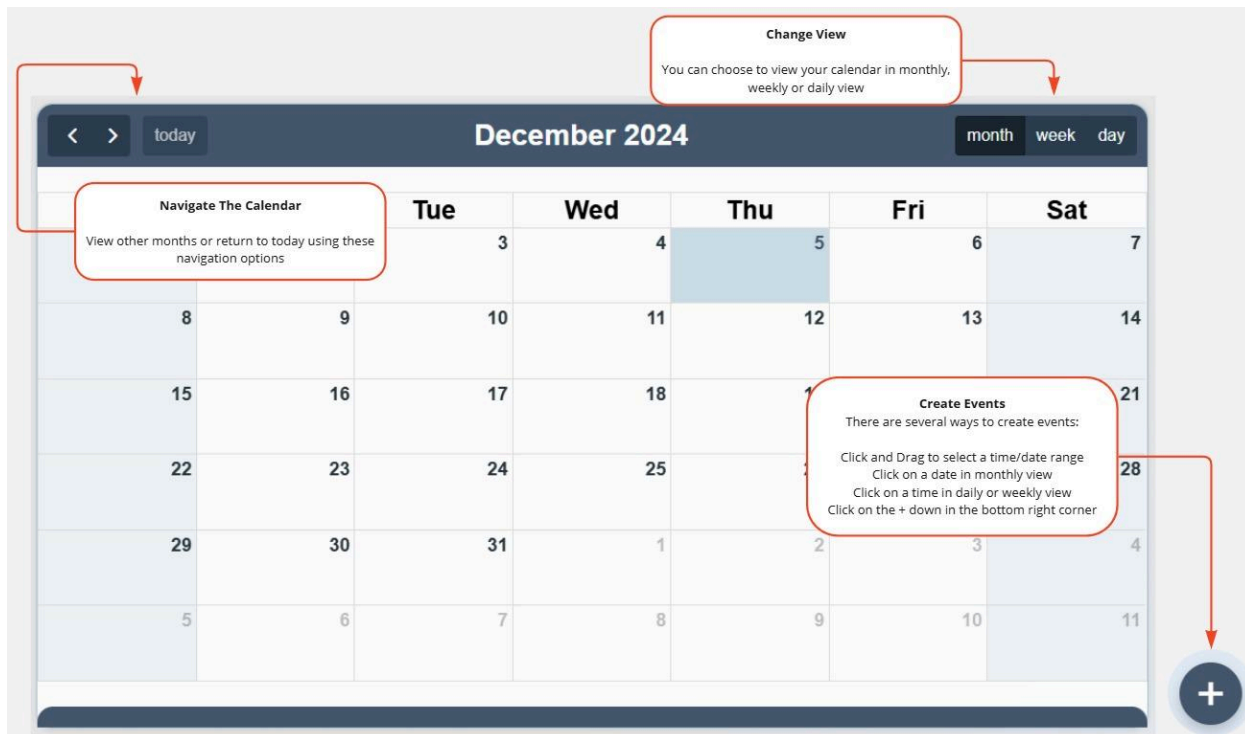 Change View
You can choose to view your calendar in monthly,
weekly or daily view
today
December 2024
month week day
Navigate The Calendar
View other months or return to today using these
navigation options
Tue Wed Thu Fri Sat
3 4 5 6 7
8 9 10 11 12 13 14
15 16 17 18 21
Create Events
There are several ways to create events:
Click and Drag to select a time/date range
Click on a date in monthly view
Click on a time in daily or weekly view
Click on the + down in the bottom right corner
22 23 24 25 28
29 30 31 1 2 3 4
5 6 7 8 9 10 11
+